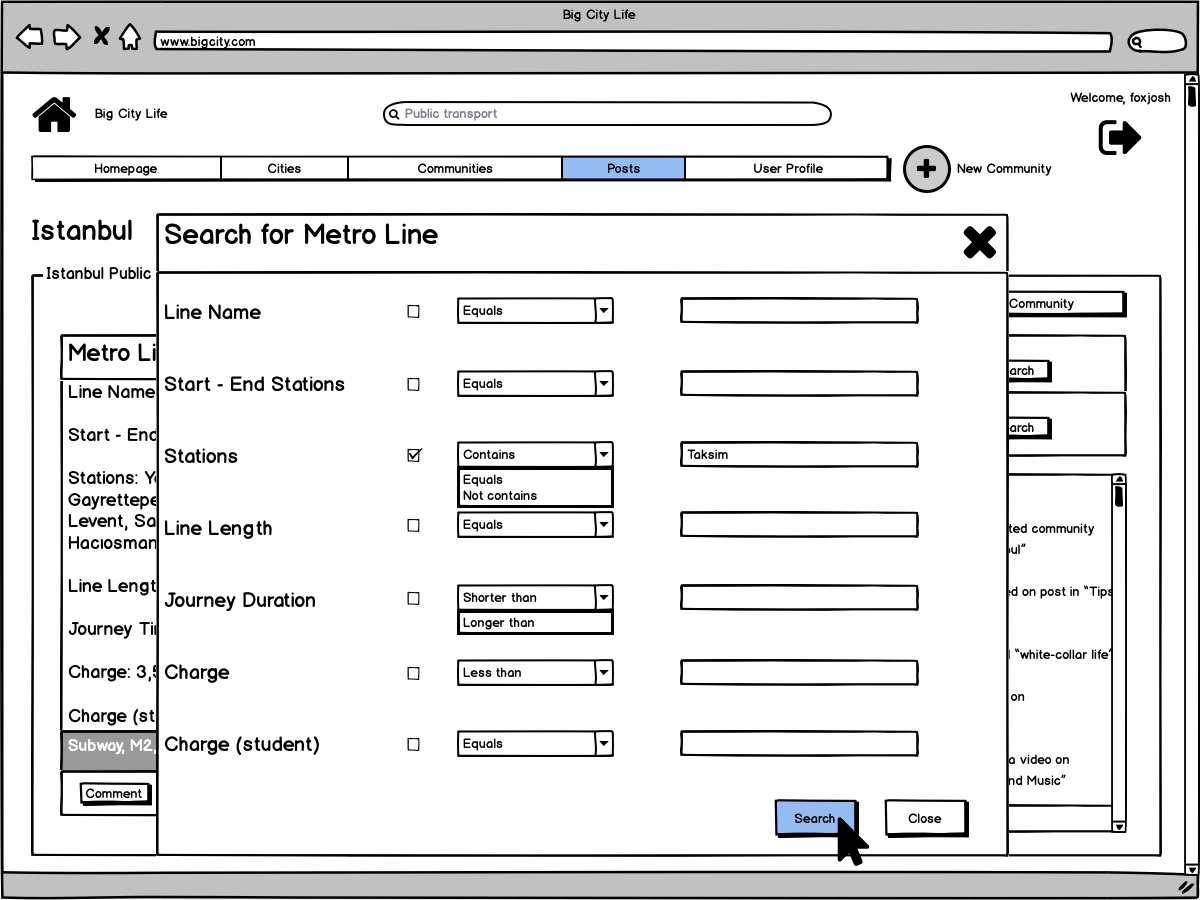 Big City Life
www.bigcity.com
Welcome, foxjosh
Big City Life
Public transport
Homepage
Cities
Communities
Posts
User Profile
New Community
Istanbul
Istanbul Public
Search for Metro Line
Line Name
Equals
Start - End Stations
Equals
Stations
Contains
Taksim
Equals
Not contains
Line Length
Equals
Journey Duration
Shorter than
Longer than
Charge
Less than
Charge (student)
Equals
Search
Close
Metro Li
Line Name
Start - End
Stations: Y
Gayrettepe
Levent, Sa
Hacıosman
Line Lengt
Journey Ti
Charge: 3,5
Charge (st
Subway, M2,
Comment
Community
arch
arch
ted community
oul"
ed on post in "Tips
"white-collar life"
on
a video on
nd Music"